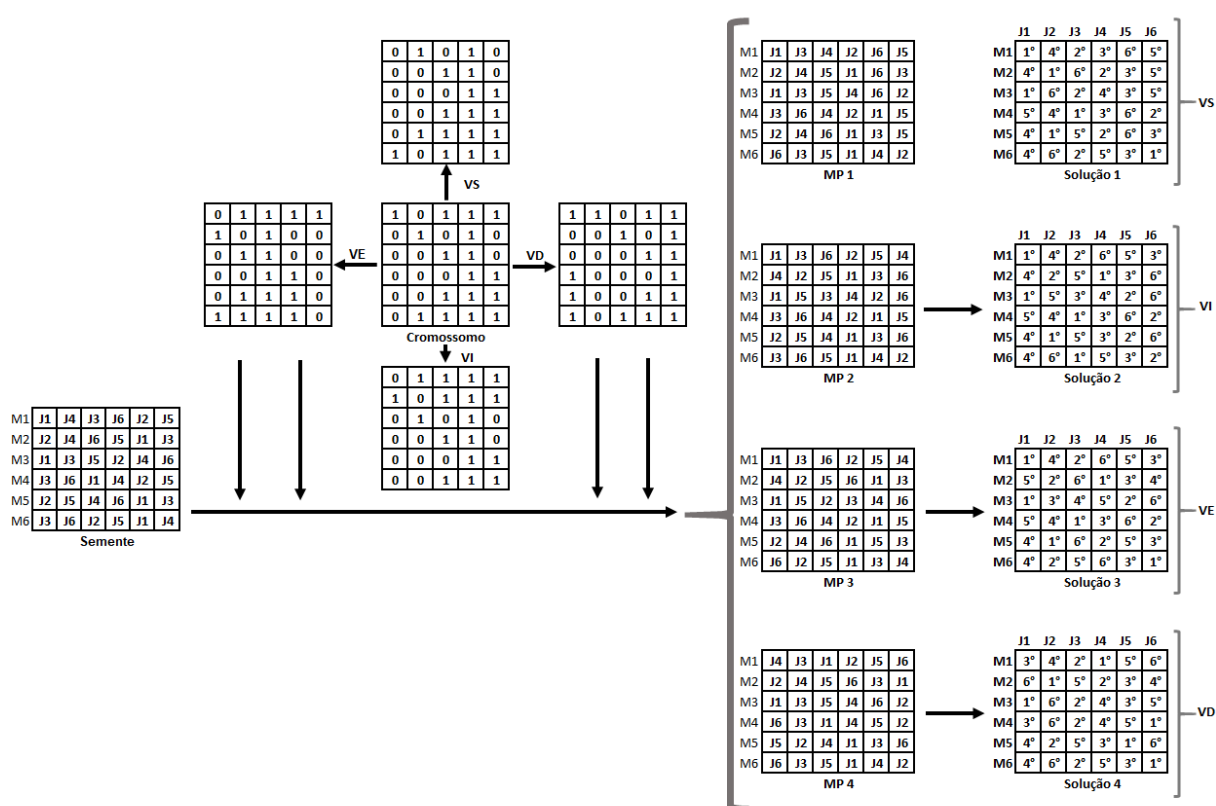 0 1 0 1 0
0 0 1 1 0
0 0 0 1 1
0 0 1 1 1
0 1 1 1 1
1 0 1 1 1
VS
0 1 1 1 1
1 0 1 0 0
0 1 1 0 0
0 0 1 1 0
0 1 1 1 0
1 1 1 1 0
VE
1 0 1 1 1
0 1 0 1 0
0 0 1 1 0
0 0 0 1 1
0 0 1 1 1
0 1 1 1 1
Cromossomo
VD
1 1 0 1 1
0 0 1 0 1
0 0 0 1 1
1 0 0 0 1
1 0 0 1 1
1 0 1 1 1
VI
0 1 1 1 1
1 0 1 1 1
0 1 0 1 0
0 0 1 1 0
0 0 0 1 1
0 0 1 1 1
M1 J1 J4 J3 J6 J2 J5
M2 J2 J4 J6 J5 J1 J3
M3 J1 J3 J5 J2 J4 J6
M4 J3 J6 J1 J4 J2 J5
M5 J2 J5 J4 J6 J1 J3
M6 J3 J6 J2 J5 J1 J4
Semente
M1 J1 J3 J4 J2 J6 J5
M2 J2 J4 J5 J1 J6 J3
M3 J1 J3 J5 J4 J6 J2
M4 J3 J6 J4 J2 J1 J5
M5 J2 J4 J6 J1 J3 J5
M6 J6 J3 J5 J1 J4 J2
MP 1
J1 J2 J3 J4 J5 J6
M1 1° 4° 2° 3° 6° 5°
M2 4° 1° 6° 2° 3° 5°
M3 1° 6° 2° 4° 3° 5°
M4 5° 4° 1° 3° 6° 2°
M5 4° 1° 5° 2° 6° 3°
M6 4° 6° 2° 5° 3° 1°
Solução 1
VS
M1 J1 J3 J6 J2 J5 J4
M2 J4 J2 J5 J1 J3 J6
M3 J1 J5 J3 J4 J2 J6
M4 J3 J6 J4 J2 J1 J5
M5 J2 J5 J4 J1 J3 J6
M6 J3 J6 J5 J1 J4 J2
MP 2
J1 J2 J3 J4 J5 J6
M1 1° 4° 2° 6° 5° 3°
M2 4° 2° 5° 1° 3° 6°
M3 1° 5° 3° 4° 2° 6°
M4 5° 4° 1° 3° 6° 2°
M5 4° 1° 5° 3° 2° 6°
M6 4° 6° 1° 5° 3° 2°
Solução 2
VI
M1 J1 J3 J6 J2 J5 J4
M2 J4 J2 J5 J6 J1 J3
M3 J1 J5 J2 J3 J4 J6
M4 J3 J6 J4 J2 J1 J5
M5 J2 J4 J6 J1 J5 J3
M6 J6 J2 J5 J1 J3 J4
MP 3
J1 J2 J3 J4 J5 J6
M1 1° 4° 2° 6° 5° 3°
M2 5° 2° 6° 1° 3° 4°
M3 1° 3° 4° 5° 2° 6°
M4 5° 4° 1° 3° 6° 2°
M5 4° 1° 6° 2° 5° 3°
M6 4° 2° 5° 6° 3° 1°
Solução 3
VE
M1 J4 J3 J1 J2 J5 J6
M2 J2 J4 J5 J6 J3 J1
M3 J1 J3 J5 J4 J6 J2
M4 J6 J3 J1 J4 J5 J2
M5 J5 J2 J4 J1 J3 J6
M6 J6 J3 J5 J1 J4 J2
MP 4
J1 J2 J3 J4 J5 J6
M1 3° 4° 2° 1° 5° 6°
M2 6° 1° 5° 2° 3° 4°
M3 1° 6° 2° 4° 3° 5°
M4 3° 6° 2° 4° 5° 1°
M5 4° 2° 5° 3° 1° 6°
M6 4° 6° 2° 5° 3° 1°
Solução 4
VD